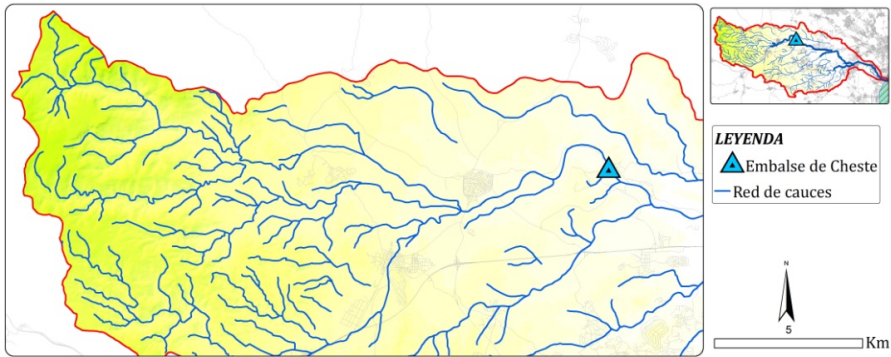 LEYENDA
Embalse de Cheste
Red de cauces
N
5
Km